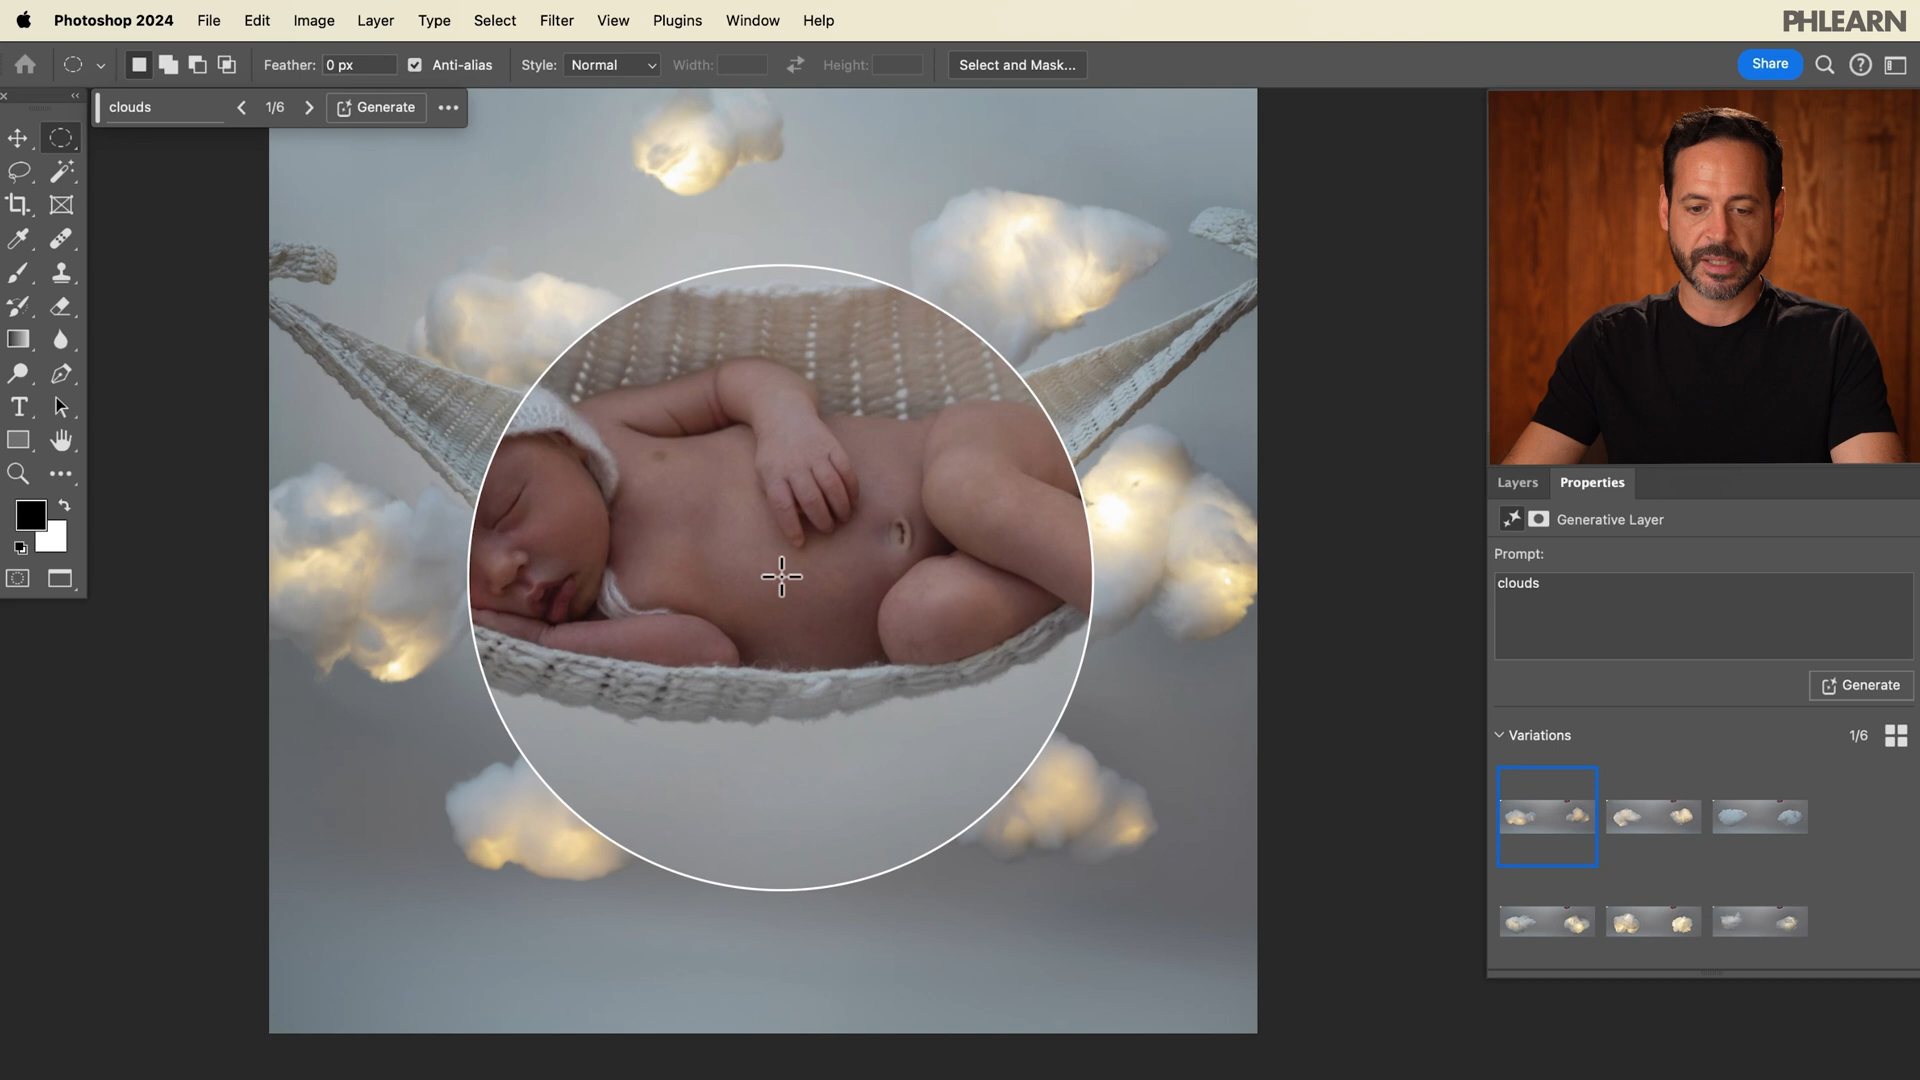 Photoshop 2024 File Edit Image Layer Type Select Filter View Plugins Window Help
PHLEARN
Feather: 0 px Anti-alias Style: Normal Width: Height: Select and Mask... Share
clouds 1/6 Generate
Layers Properties
Generative Layer
Prompt:
clouds
Generate
Variations 1/6